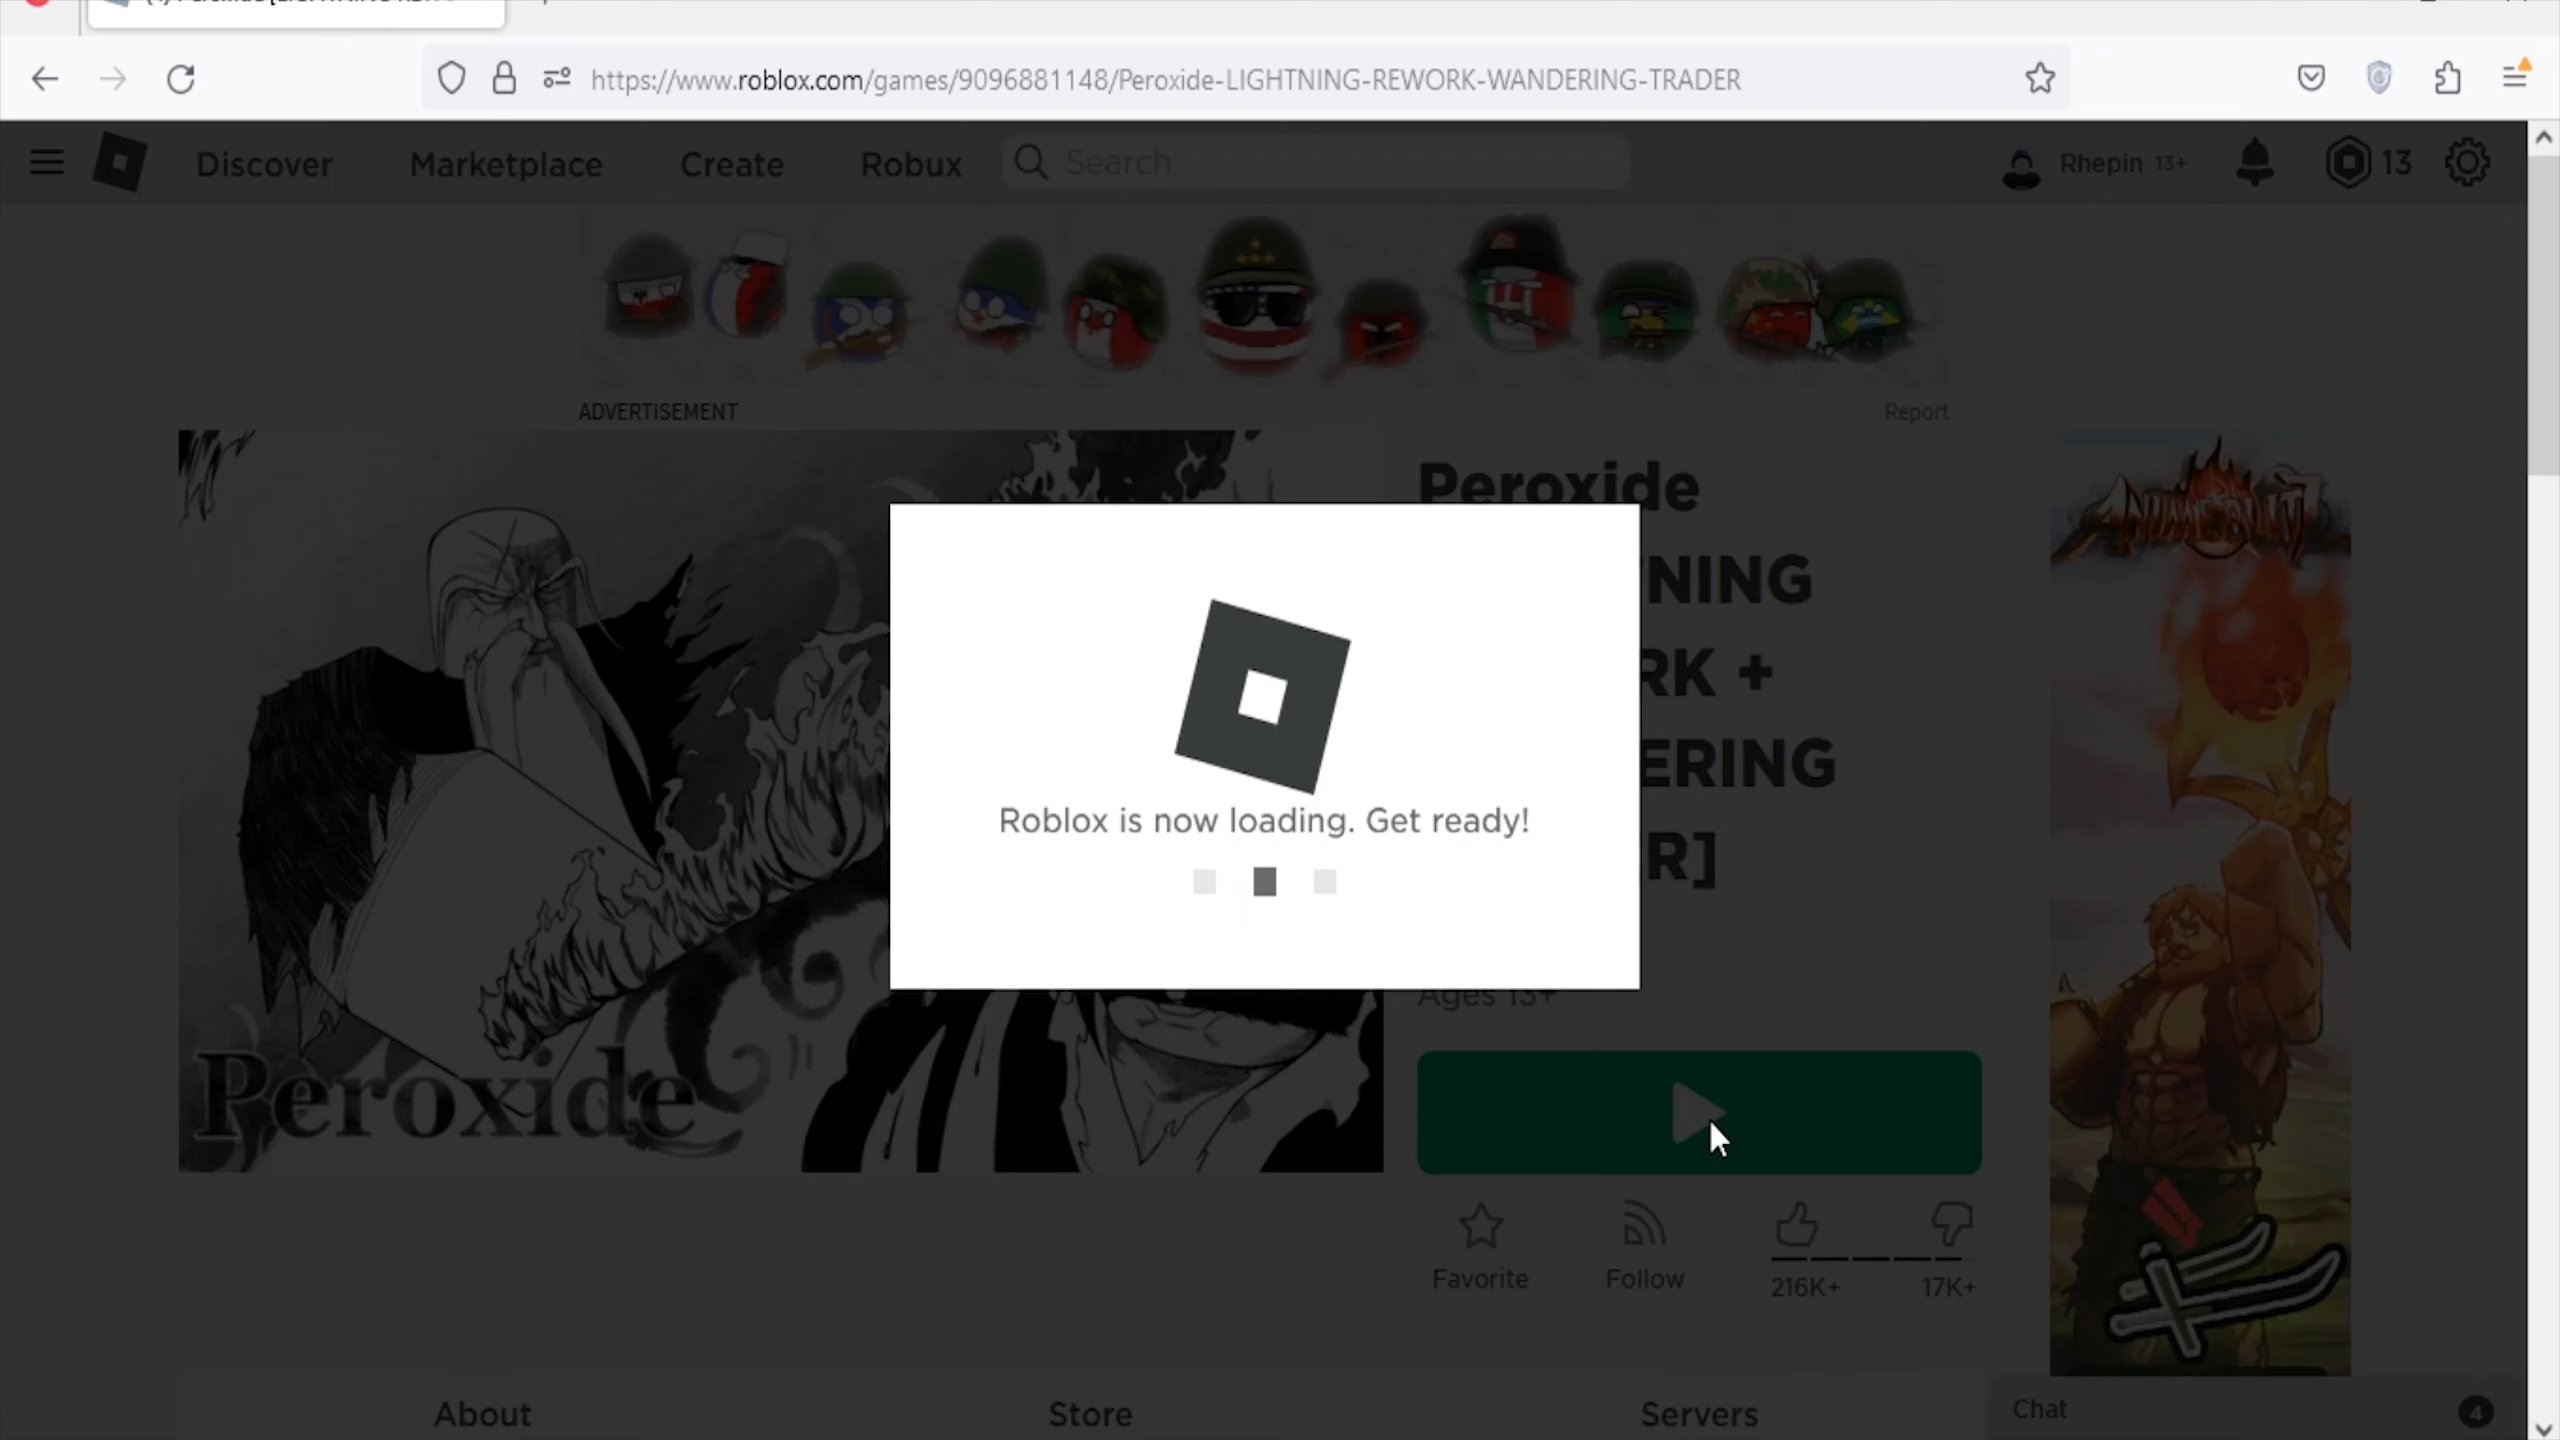 https://www.roblox.com/games/9096881148/Peroxide-LIGHTNING-REWORK-WANDERING-TRADER
Discover
Marketplace
Create
Robux
Search
Rhepin 13+
13
ADVERTISEMENT
Report
Peroxide
NING
RK +
ERING
R]
Roblox is now loading. Get ready!
Ages 13+
Peroxide
Favorite
Follow
216K+
17K+
About
Store
Servers
Chat
4